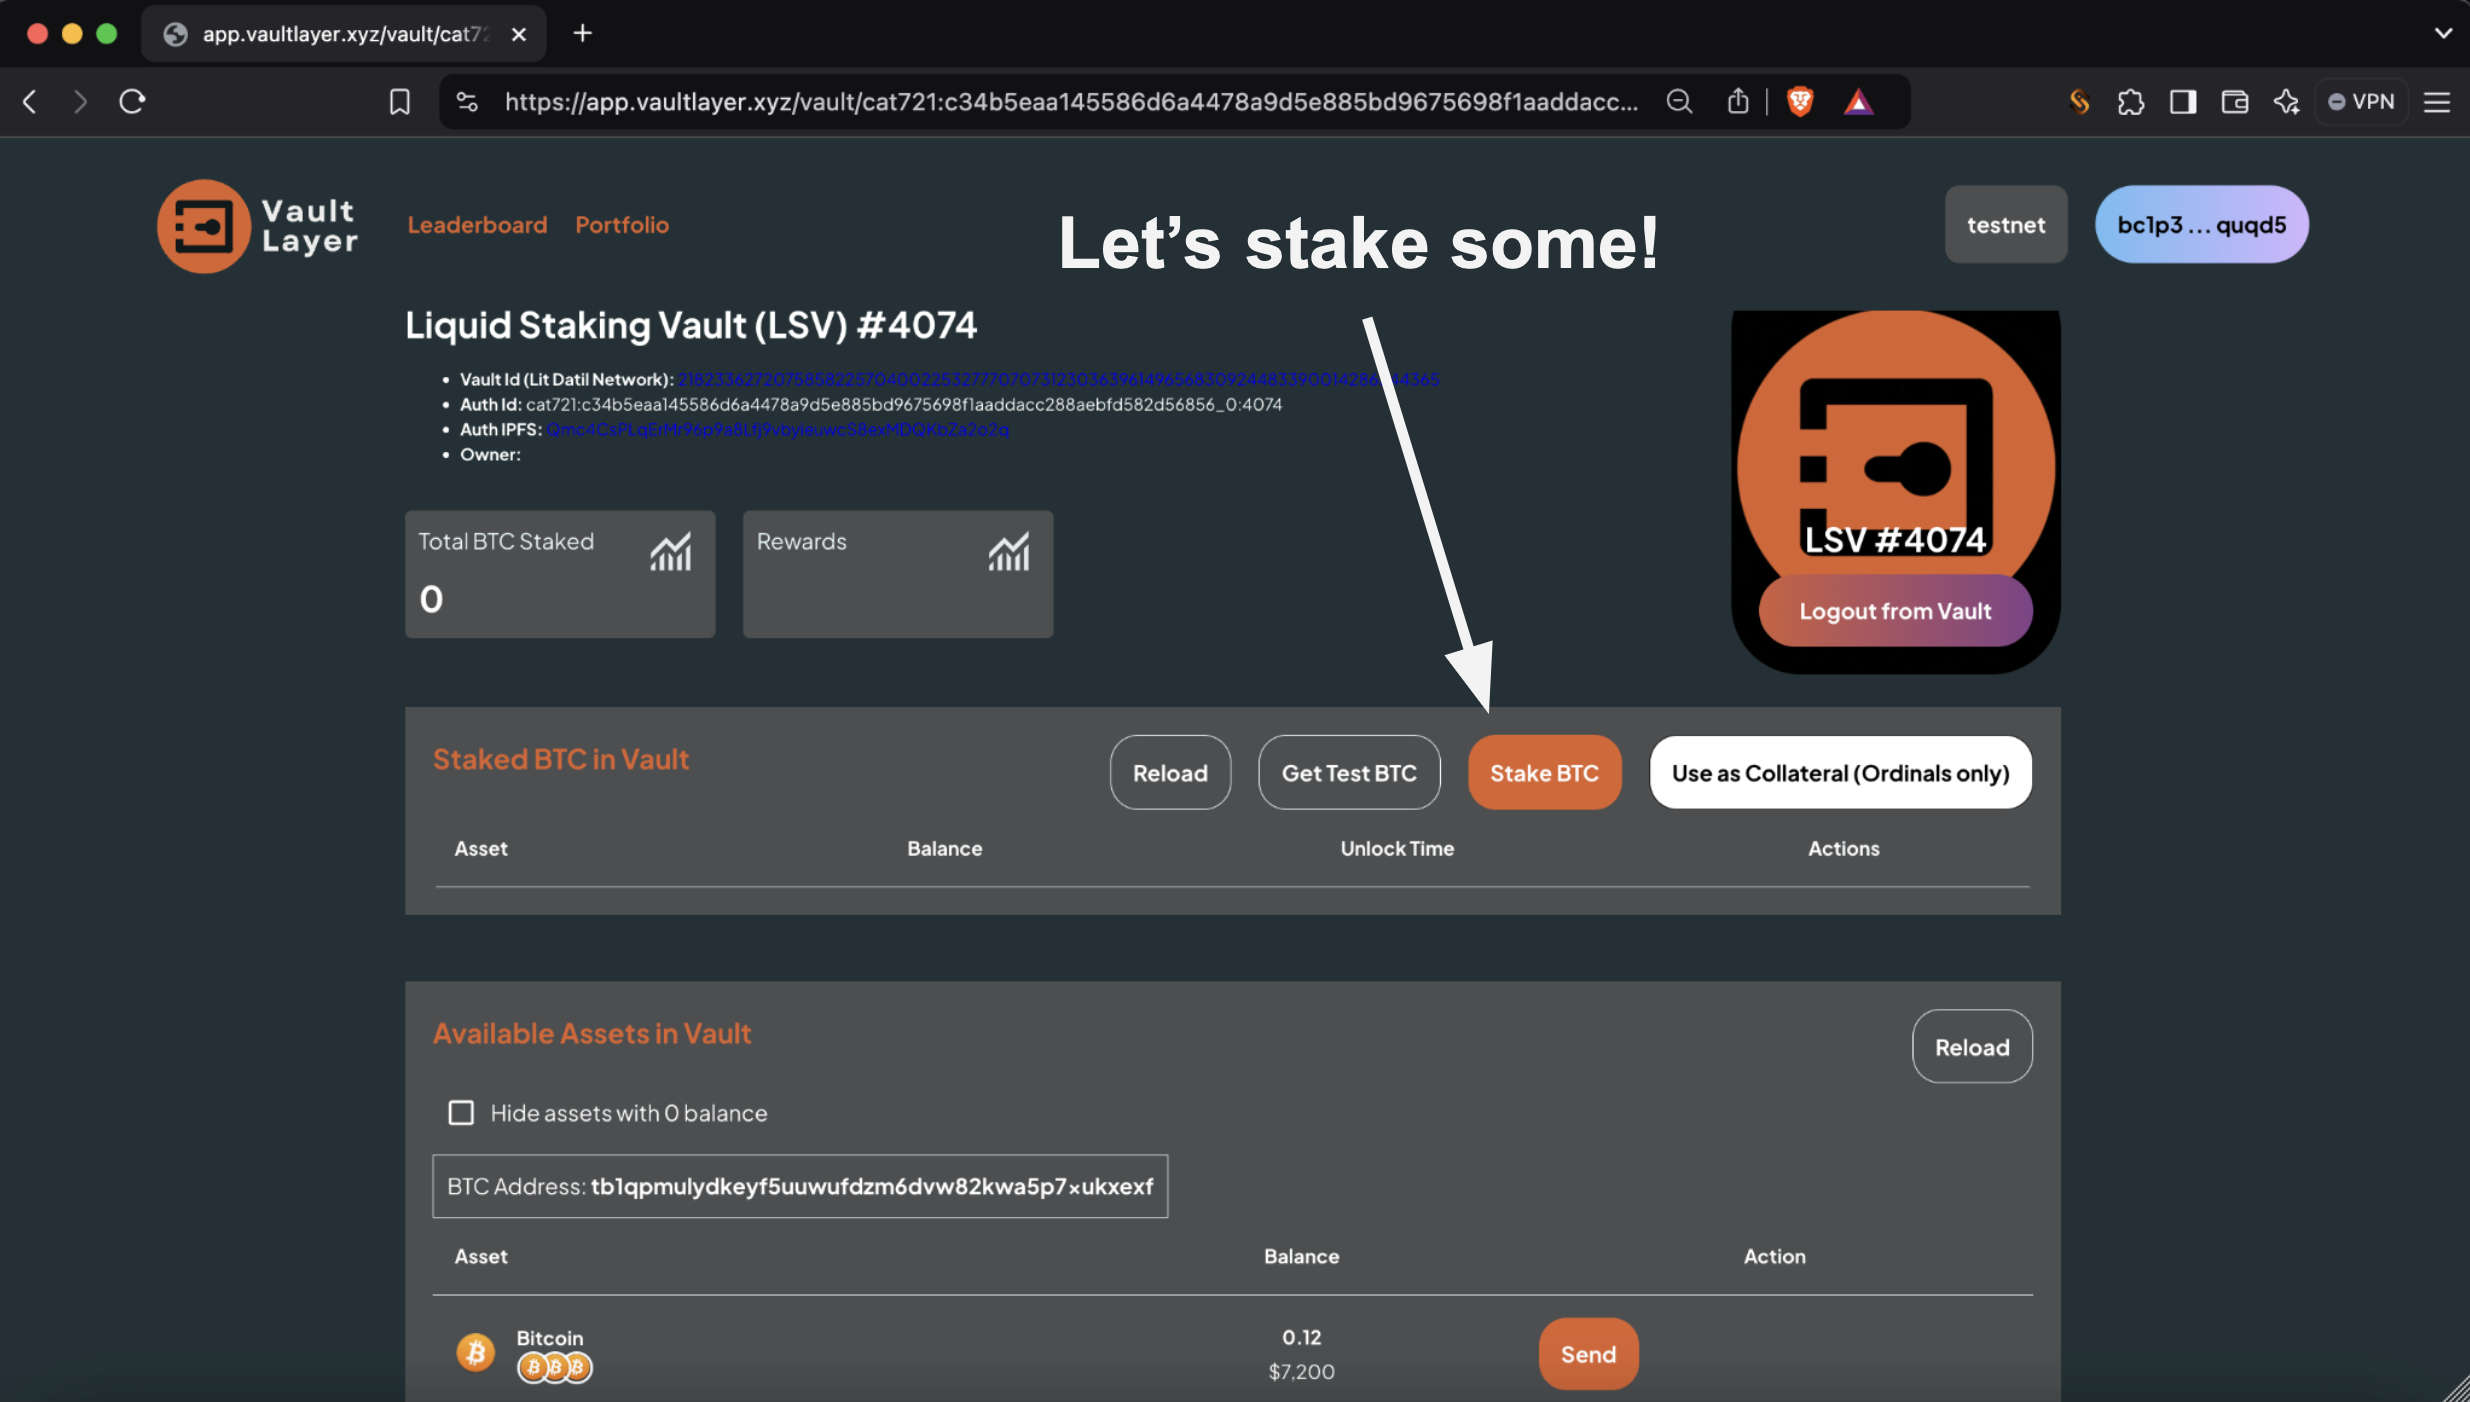 app.vaultlayer.xyz/vault/cat72
https://app.vaultlayer.xyz/vault/cat721:c34b5eaa145586d6a4478a9d5e885bd9675698f1aaddacc...
VPN
Vault
Layer
Leaderboard
Portfolio
Let’s stake some!
testnet
bc1p3 ... quqd5
Liquid Staking Vault (LSV) #4074
Vault Id (Lit Datil Network):
Auth Id: cat721:c34b5eaa145586d6a4478a9d5e885bd9675698f1aaddacc288aebfd582d56856_0:4074
Auth IPFS: Qmc4CsPLqErMr96p9a8Lfj9vbyieuwcS8exMDQKbZa2o2q
Owner:
Total BTC Staked
0
Rewards
LSV #4074
Logout from Vault
Staked BTC in Vault
Reload
Get Test BTC
Stake BTC
Use as Collateral (Ordinals only)
Asset
Balance
Unlock Time
Actions
Available Assets in Vault
Reload
Hide assets with 0 balance
BTC Address: tb1qpmulydkeyf5uuwufdzm6dvw82kwa5p7xukxexf
Asset
Balance
Action
Bitcoin
0.12
$7,200
Send